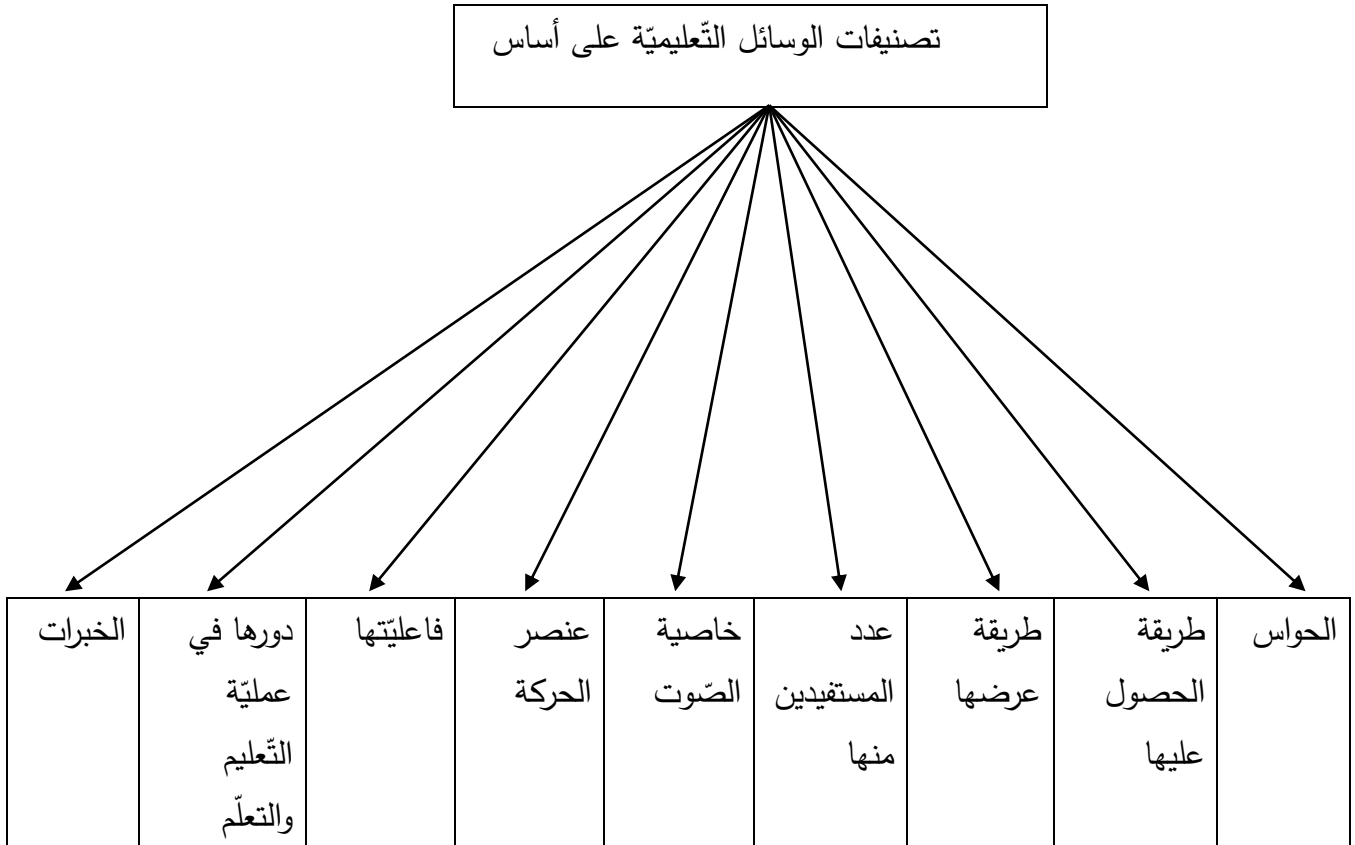 تصنيفات الوسائل التّعليميّة على أساس
الحواس
طريقة
الحصول
عليها
طريقة
عرضها
عدد
المستفيدين
منها
خاصية
الصّوت
عنصر
الحركة
فاعليّتها
دورها في
عمليّة
التّعليم
والتعلّم
الخبرات